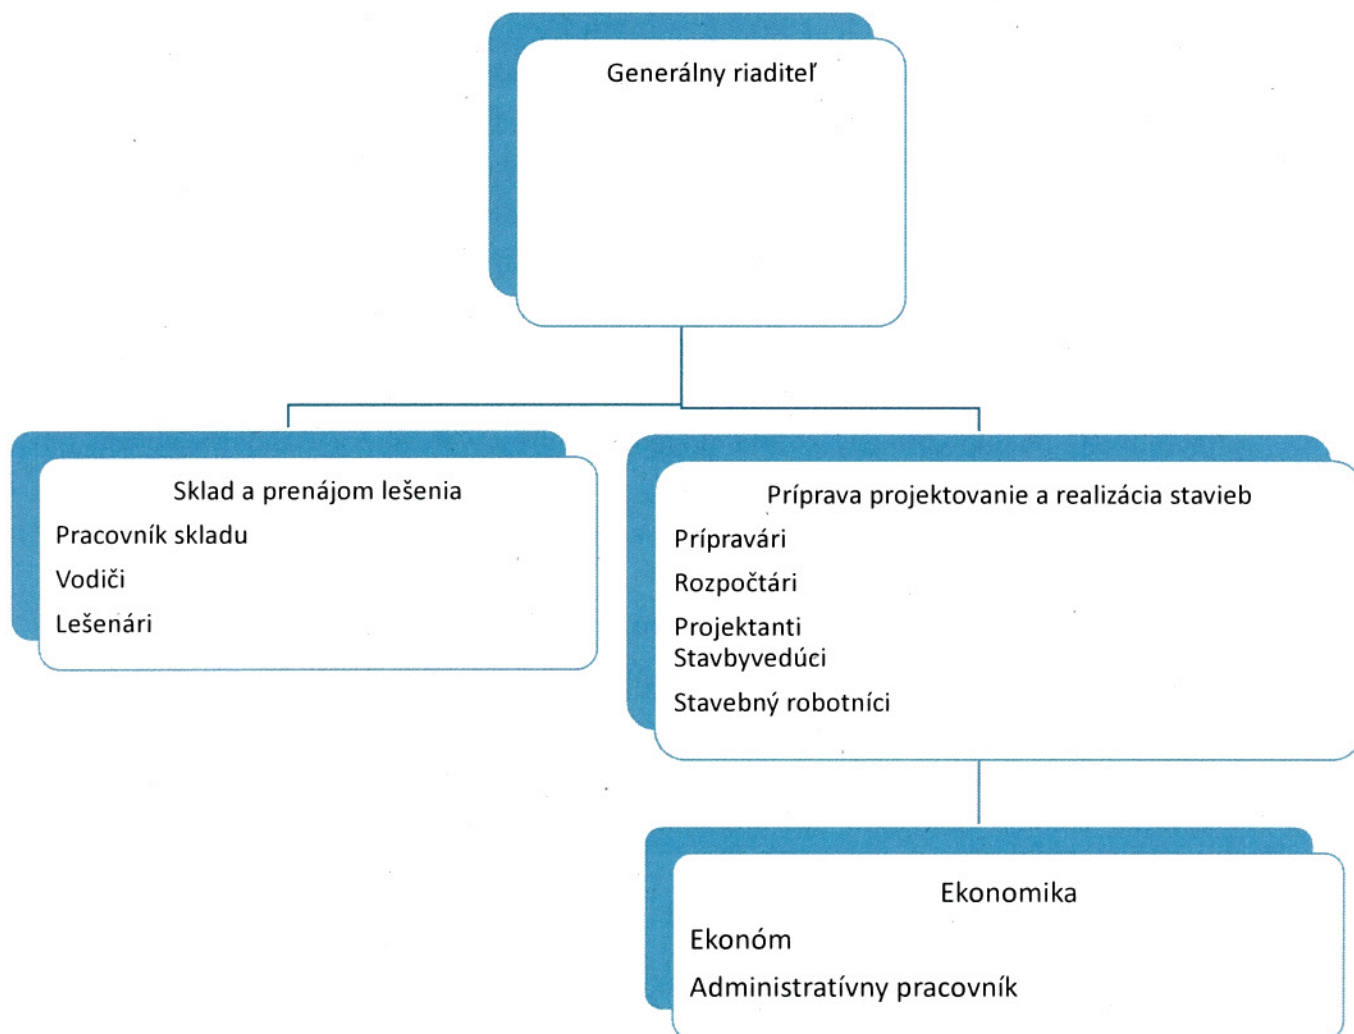 Generálny riaditeľ
Sklad a prenájom lešenia
Pracovník skladu
Vodiči
Lešenári
Príprava projektovanie a realizácia stavieb
Prípravári
Rozpočtári
Projektanti
Stavbyvedúci
Stavebný robotníci
Ekonomika
Ekonóm
Administratívny pracovník